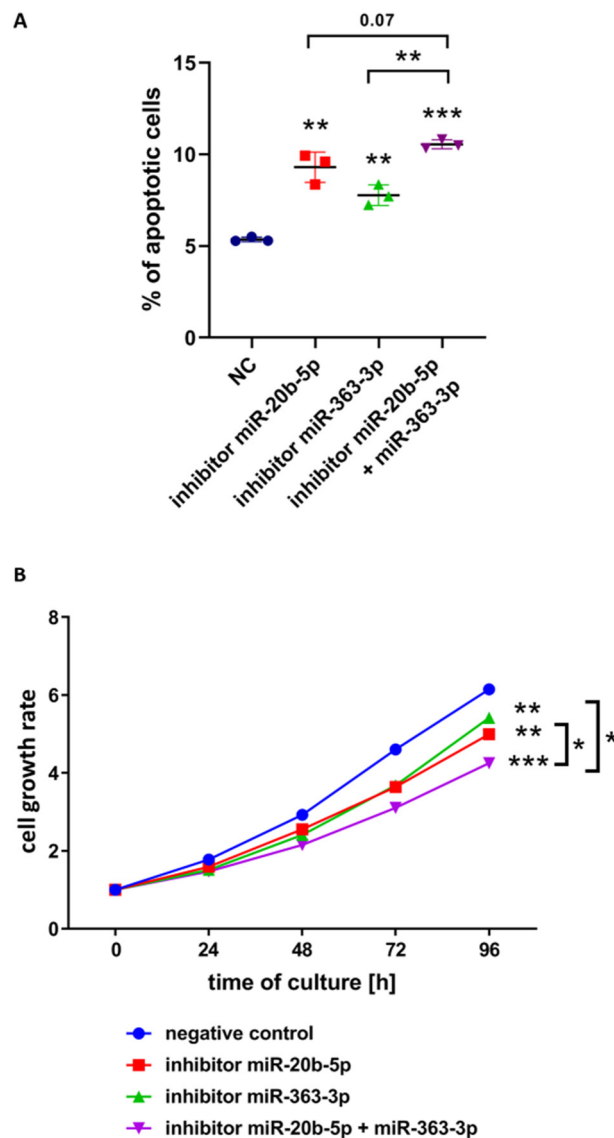 A
0.07
**
***
**
**
15
10
5
0
% of apoptotic cells
NC
inhibitor miR-20b-5p
inhibitor miR-363-3p
inhibitor miR-20b-5p
+ miR-363-3p
B
8
6
4
2
0
cell growth rate
**
**
***
*
*
0 24 48 72 96
time of culture [h]
negative control
inhibitor miR-20b-5p
inhibitor miR-363-3p
inhibitor miR-20b-5p + miR-363-3p